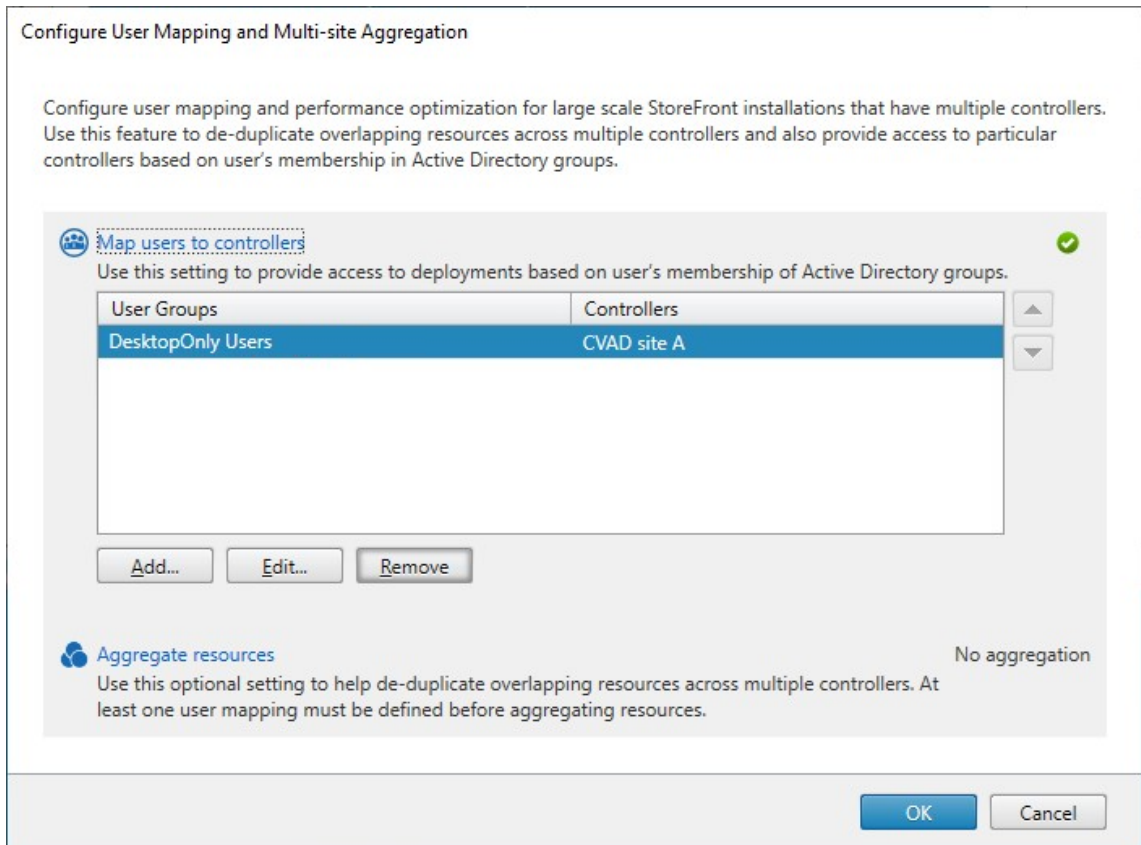 Configure User Mapping and Multi-site Aggregation
Configure user mapping and performance optimization for large scale StoreFront installations that have multiple controllers.
Use this feature to de-duplicate overlapping resources across multiple controllers and also provide access to particular
controllers based on user's membership in Active Directory groups.
Map users to controllers
Use this setting to provide access to deployments based on user's membership of Active Directory groups.
User Groups Controllers
DesktopOnly Users CVAD site A
Add... Edit... Remove
Aggregate resources No aggregation
Use this optional setting to help de-duplicate overlapping resources across multiple controllers. At
least one user mapping must be defined before aggregating resources.
OK Cancel